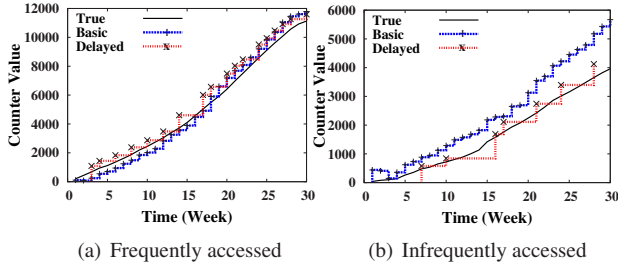 True
Basic
Delayed
12000
10000
8000
6000
4000
2000
0
Counter Value
0 5 10 15 20 25 30
Time (Week)
(a) Frequently accessed
True
Basic
Delayed
6000
5000
4000
3000
2000
1000
0
Counter Value
0 5 10 15 20 25 30
Time (Week)
(b) Infrequently accessed